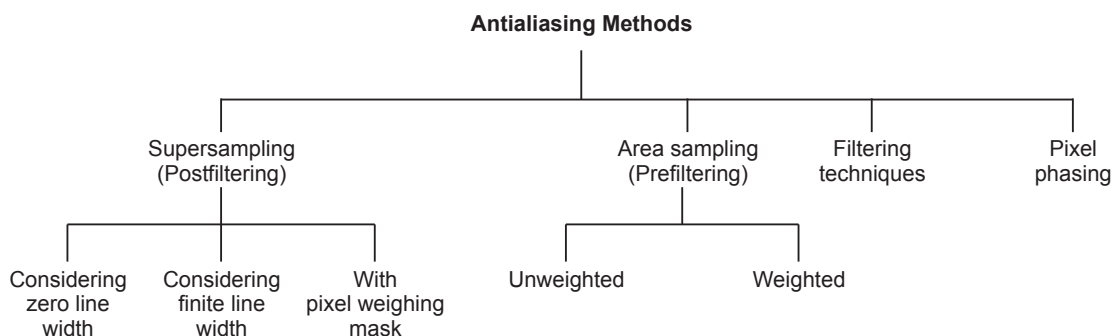 Antialiasing Methods
Supersampling
(Postfiltering)
Area sampling
(Prefiltering)
Filtering
techniques
Pixel
phasing
Considering
zero line
width
Considering
finite line
width
With
pixel weighing
mask
Unweighted
Weighted